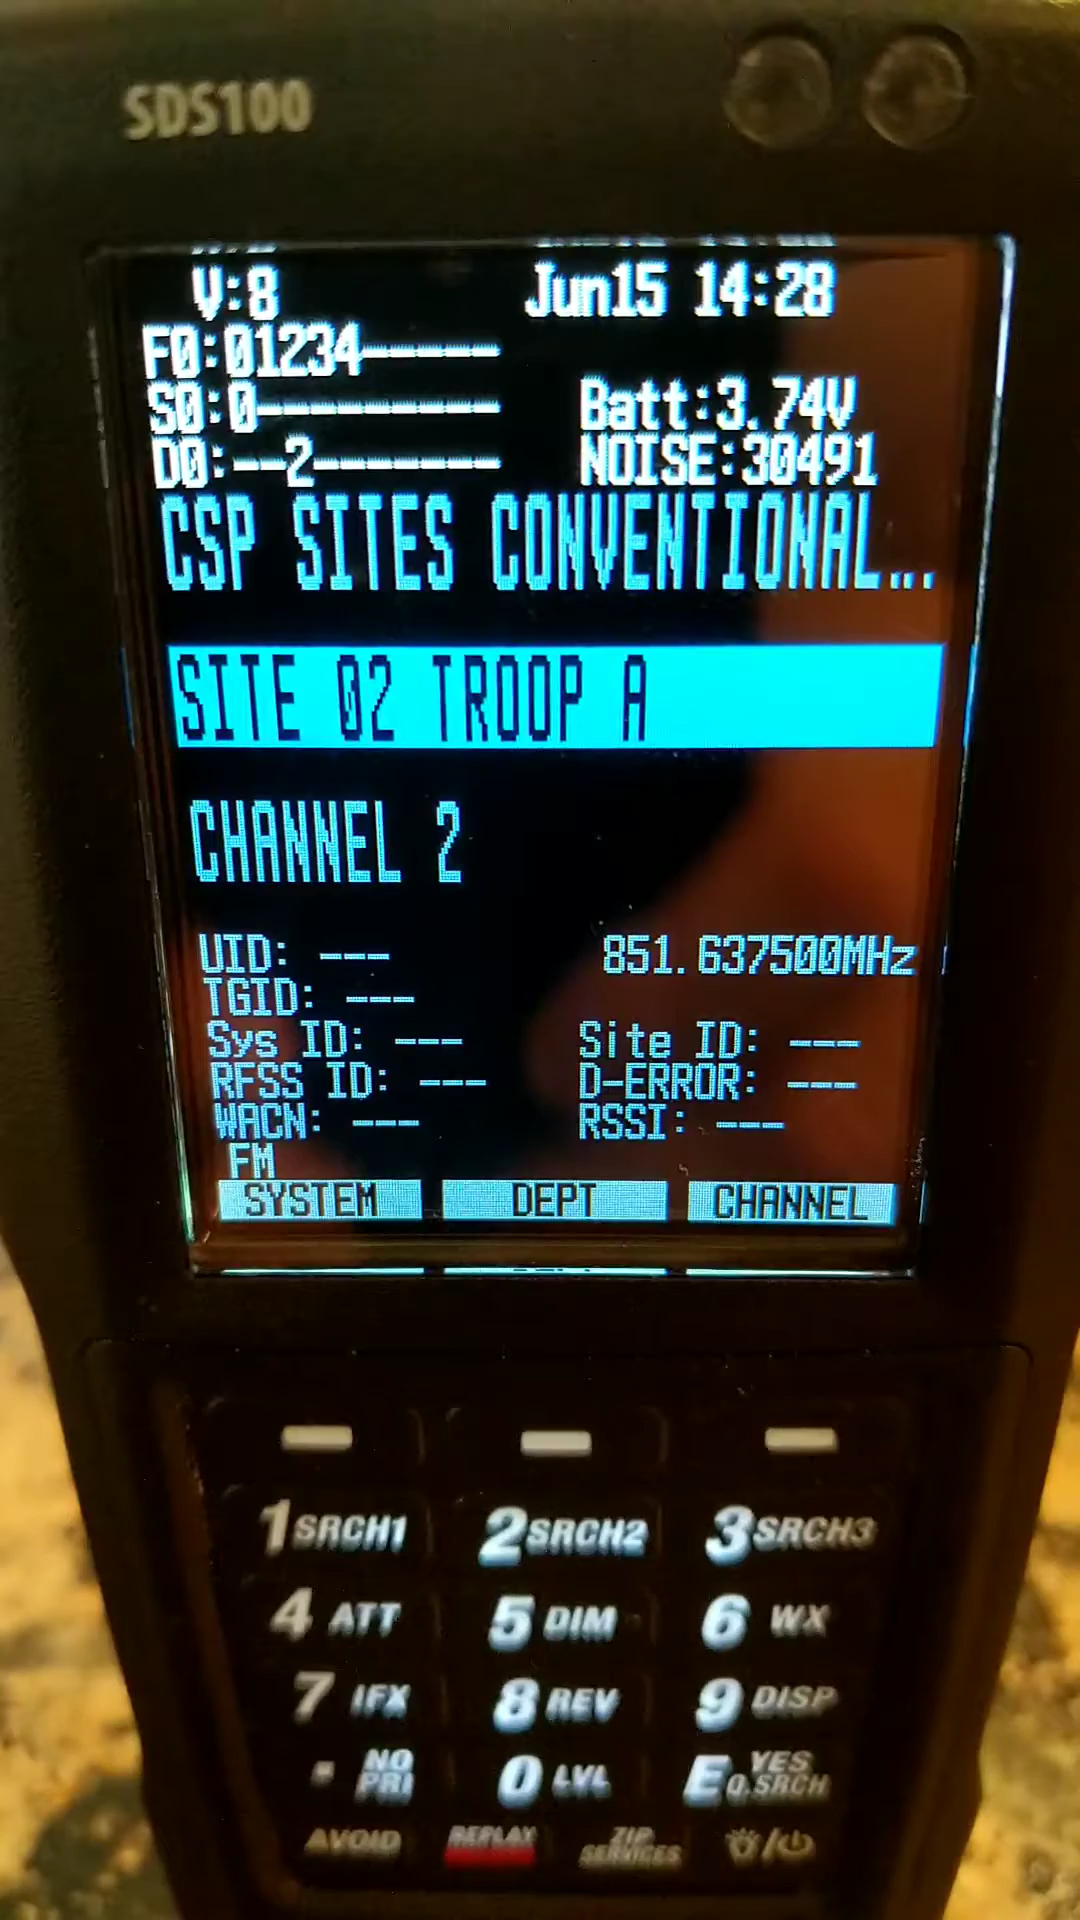 SDS100
V:8 Jun15 14:28
F0:01234-----
S0:0--------- Batt:3.74V
D0:--2------- NOISE:30491
CSP SITES CONVENTIONAL...
SITE 02 TROOP A
CHANNEL 2
UID: --- 851.637500MHz
TGID: ---
Sys ID: --- Site ID: ---
RFSS ID: --- D-ERROR: ---
WACN: --- RSSI: ---
FM
SYSTEM DEPT CHANNEL
1 SRCH1 2 SRCH2 3 SRCH3
4 ATT 5 DIM 6 WX
7 IFX 8 REV 9 DISP
. NO PRI 0 LVL E YES Q.SRCH
AVOID REPLAY ZIP SERVICES